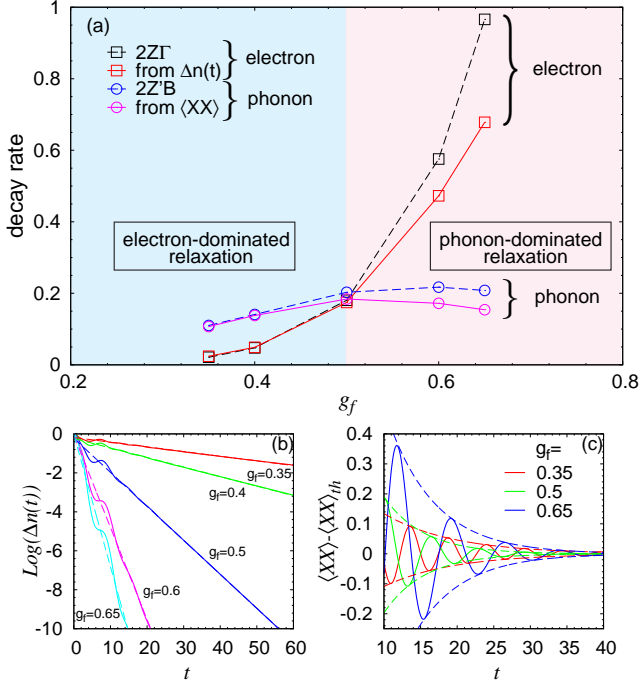 (a)
2ZΓ
from Δn(t)
electron
2Z'B
from ⟨XX⟩
phonon
electron
electron-dominated
relaxation
phonon-dominated
relaxation
phonon
decay rate
1
0.8
0.6
0.4
0.2
0
0.2 0.4 0.6 0.8
g_f
(b)
Log(Δn(t))
0
-2
-4
-6
-8
-10
g_f=0.35
g_f=0.4
g_f=0.5
g_f=0.6
g_f=0.65
0 10 20 30 40 50 60
t
(c)
⟨XX⟩-⟨XX⟩_th
0.4
0.3
0.2
0.1
0
-0.1
-0.2
g_f=
0.35
0.5
0.65
10 15 20 25 30 35 40
t